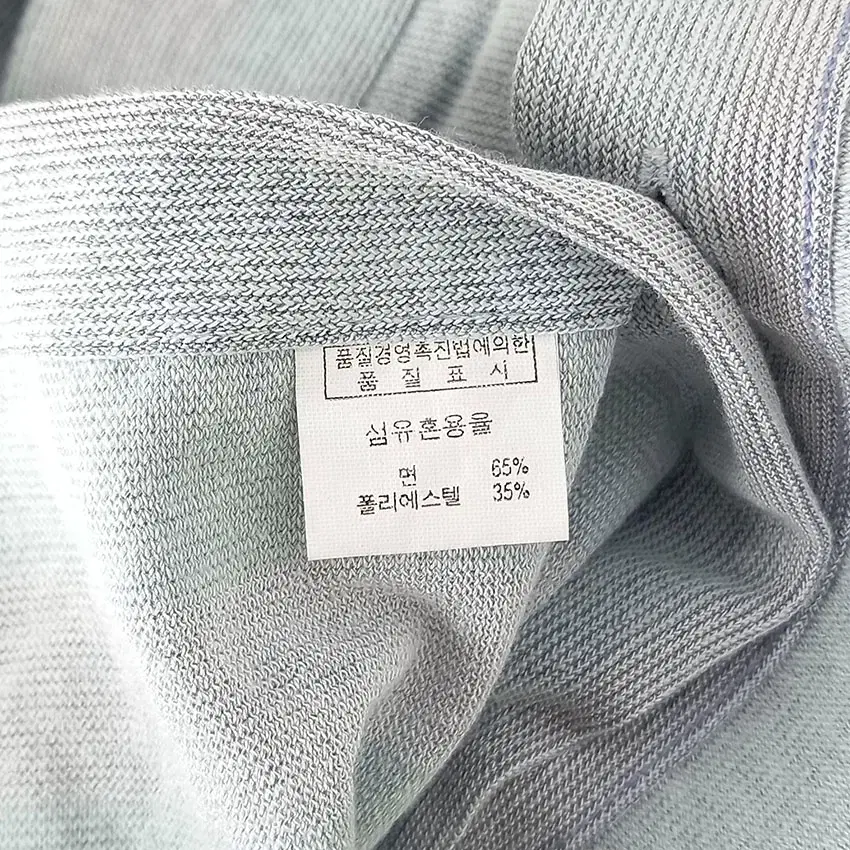 품질경영촉진법에의한
품 질 표 시
섬유혼용율
면 65%
폴리에스텔 35%